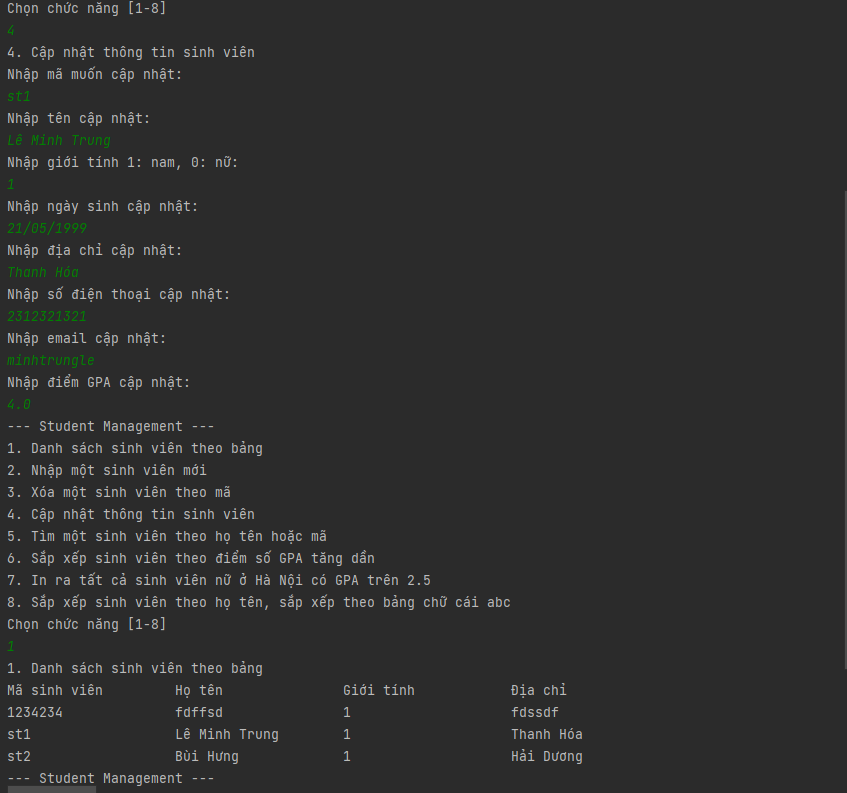 Chọn chức năng [1-8]
4
4. Cập nhật thông tin sinh viên
Nhập mã muốn cập nhật:
st1
Nhập tên cập nhật:
Lê Minh Trung
Nhập giới tính 1: nam, 0: nữ:
1
Nhập ngày sinh cập nhật:
21/05/1999
Nhập địa chỉ cập nhật:
Thanh Hóa
Nhập số điện thoại cập nhật:
2312321321
Nhập email cập nhật:
minhtrungle
Nhập điểm GPA cập nhật:
4.0
--- Student Management ---
1. Danh sách sinh viên theo bảng
2. Nhập một sinh viên mới
3. Xóa một sinh viên theo mã
4. Cập nhật thông tin sinh viên
5. Tìm một sinh viên theo họ tên hoặc mã
6. Sắp xếp sinh viên theo điểm số GPA tăng dần
7. In ra tất cả sinh viên nữ ở Hà Nội có GPA trên 2.5
8. Sắp xếp sinh viên theo họ tên, sắp xếp theo bảng chữ cái abc
Chọn chức năng [1-8]
1
1. Danh sách sinh viên theo bảng
Mã sinh viên Họ tên Giới tính Địa chỉ
1234234 fdffsd 1 fdssdf
st1 Lê Minh Trung 1 Thanh Hóa
st2 Bùi Hưng 1 Hải Dương
--- Student Management ---